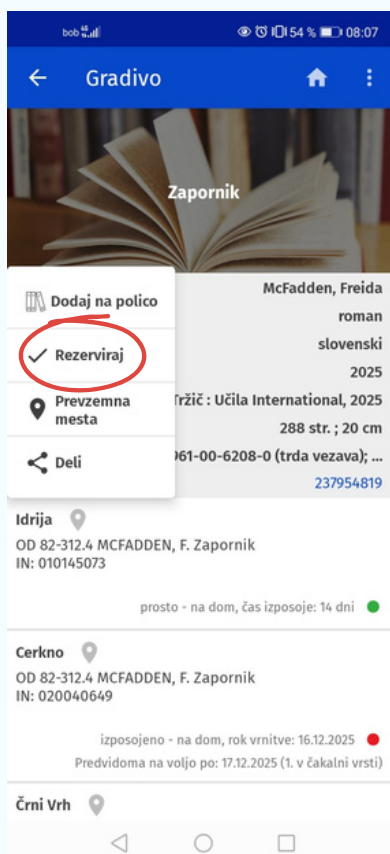 bob 4G 54 % 08:07
Gradivo
Zapornik
Dodaj na polico
Rezerviraj
Prevzemna
mesta
Deli
McFadden, Freida
roman
slovenski
2025
Tržič : Učila International, 2025
288 str. ; 20 cm
961-00-6208-0 (trda vezava); ...
237954819
Idrija
OD 82-312.4 MCFADDEN, F. Zapornik
IN: 010145073
prosto - na dom, čas izposoje: 14 dni
Cerkno
OD 82-312.4 MCFADDEN, F. Zapornik
IN: 020040649
izposojeno - na dom, rok vrnitve: 16.12.2025
Predvidoma na voljo po: 17.12.2025 (1. v čakalni vrsti)
Črni Vrh